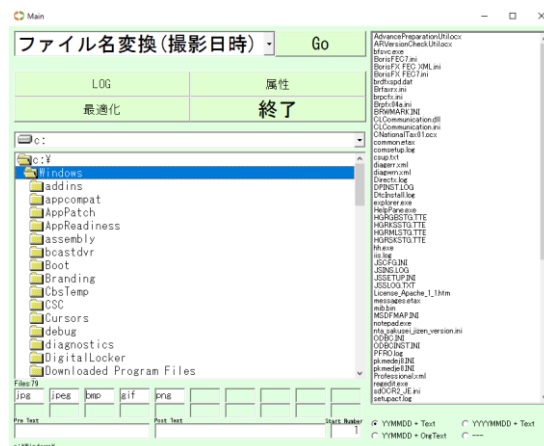 Main
ファイル名変換(撮影日時)
Go
LOG
属性
最適化
終了
c:
c:¥
Windows
addins
appcompat
AppPatch
AppReadiness
assembly
bcastdvr
Boot
Branding
CbsTemp
CSC
Cursors
debug
diagnostics
DigitalLocker
Downloaded Program Files
Files 79
jpg
jpeg
bmp
gif
png
Pre Text
Post Text
Start Number
1
AdvancePreparationUtil.ocx
ARVersionCheckUtil.ocx
bfsvc.exe
BorisFEC7.ini
BorisFX FEC XML.ini
BorisFX FEC7.ini
brdfxspd.dat
Brfaxrx.ini
brpcfx.ini
Brpfx04a.ini
BRWMARK.INI
CLCommunication.dll
CLCommunication.ini
CNationalTax81.ocx
common.etax
comsetup.log
csup.txt
diagerr.xml
diagwrn.xml
Directx.log
DPINST.LOG
DtcInstall.log
explorer.exe
HelpPane.exe
HGRGBSTG.TTE
HGRKSSTG.TTE
HGRMLSTG.TTE
HGRSKSTG.TTE
hh.exe
iis.log
JSCFG.INI
JSINS.LOG
JSSETUP.INI
JSSLOG.TXT
License_Apache_1_1.htm
messages.etax
mib.bin
MSDFMAP.INI
notepad.exe
nta_sakusei_jizen_version.ini
ODBC.INI
ODBCINST.INI
PFRO.log
pkmedejII.INI
pkmedejII.INI
Professional.xml
regedit.exe
sdOCR2_JE.ini
setupact.log
YYMMDD + Text
YYYYMMDD + Text
YYMMDD + OrgText
---